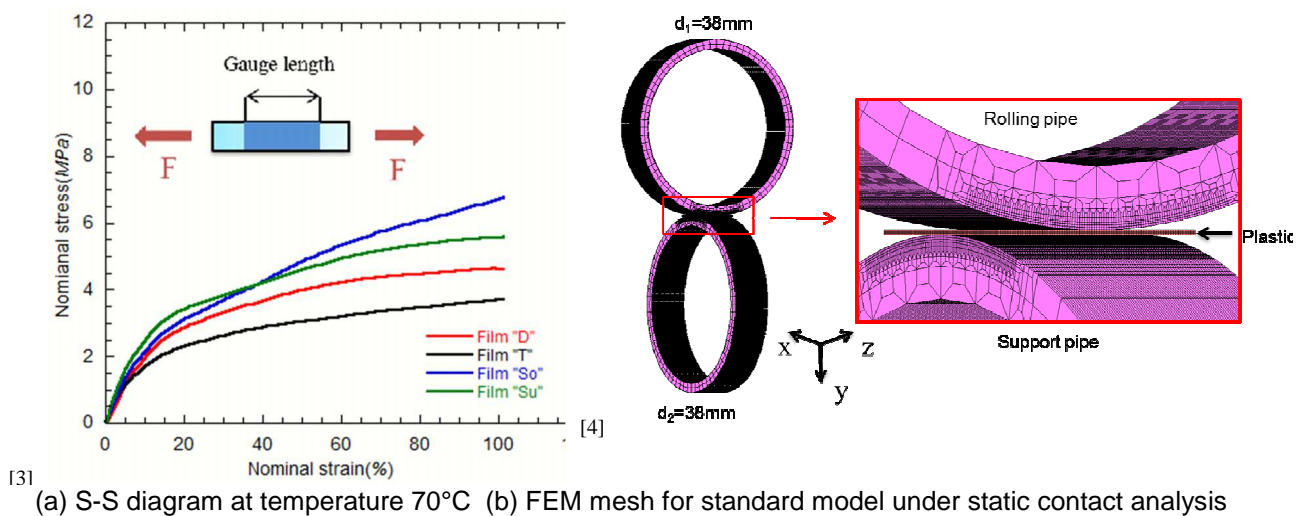 12
10
8
6
4
2
0
Nomianal stress(MPa)
Gauge length
F
F
Film "D"
Film "T"
Film "So"
Film "Su"
0
20
40
60
80
100
Nominal strain(%)
[3]
[4]
d1=38mm
d2=38mm
x
z
y
Rolling pipe
Plastic
Support pipe
(a) S-S diagram at temperature 70°C (b) FEM mesh for standard model under static contact analysis